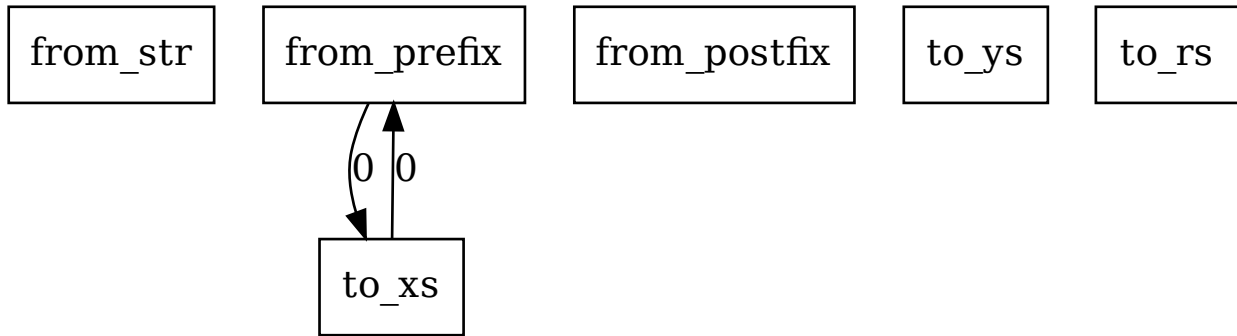 from_str
from_prefix
from_postfix
to_ys
to_rs
0
0
to_xs